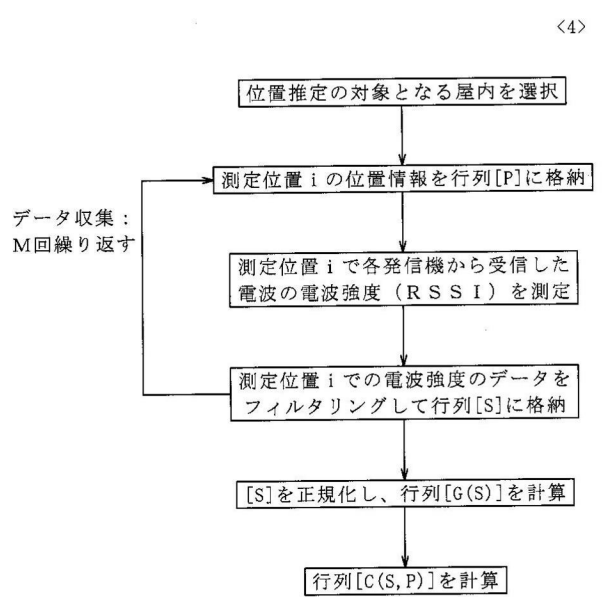 <4>
位置推定の対象となる屋内を選択
測定位置iの位置情報を行列[P]に格納
データ収集：
M回繰り返す
測定位置iで各発信機から受信した
電波の電波強度（RSSI）を測定
測定位置iでの電波強度のデータを
フィルタリングして行列[S]に格納
[S]を正規化し、行列[G(S)]を計算
行列[C(S,P)]を計算